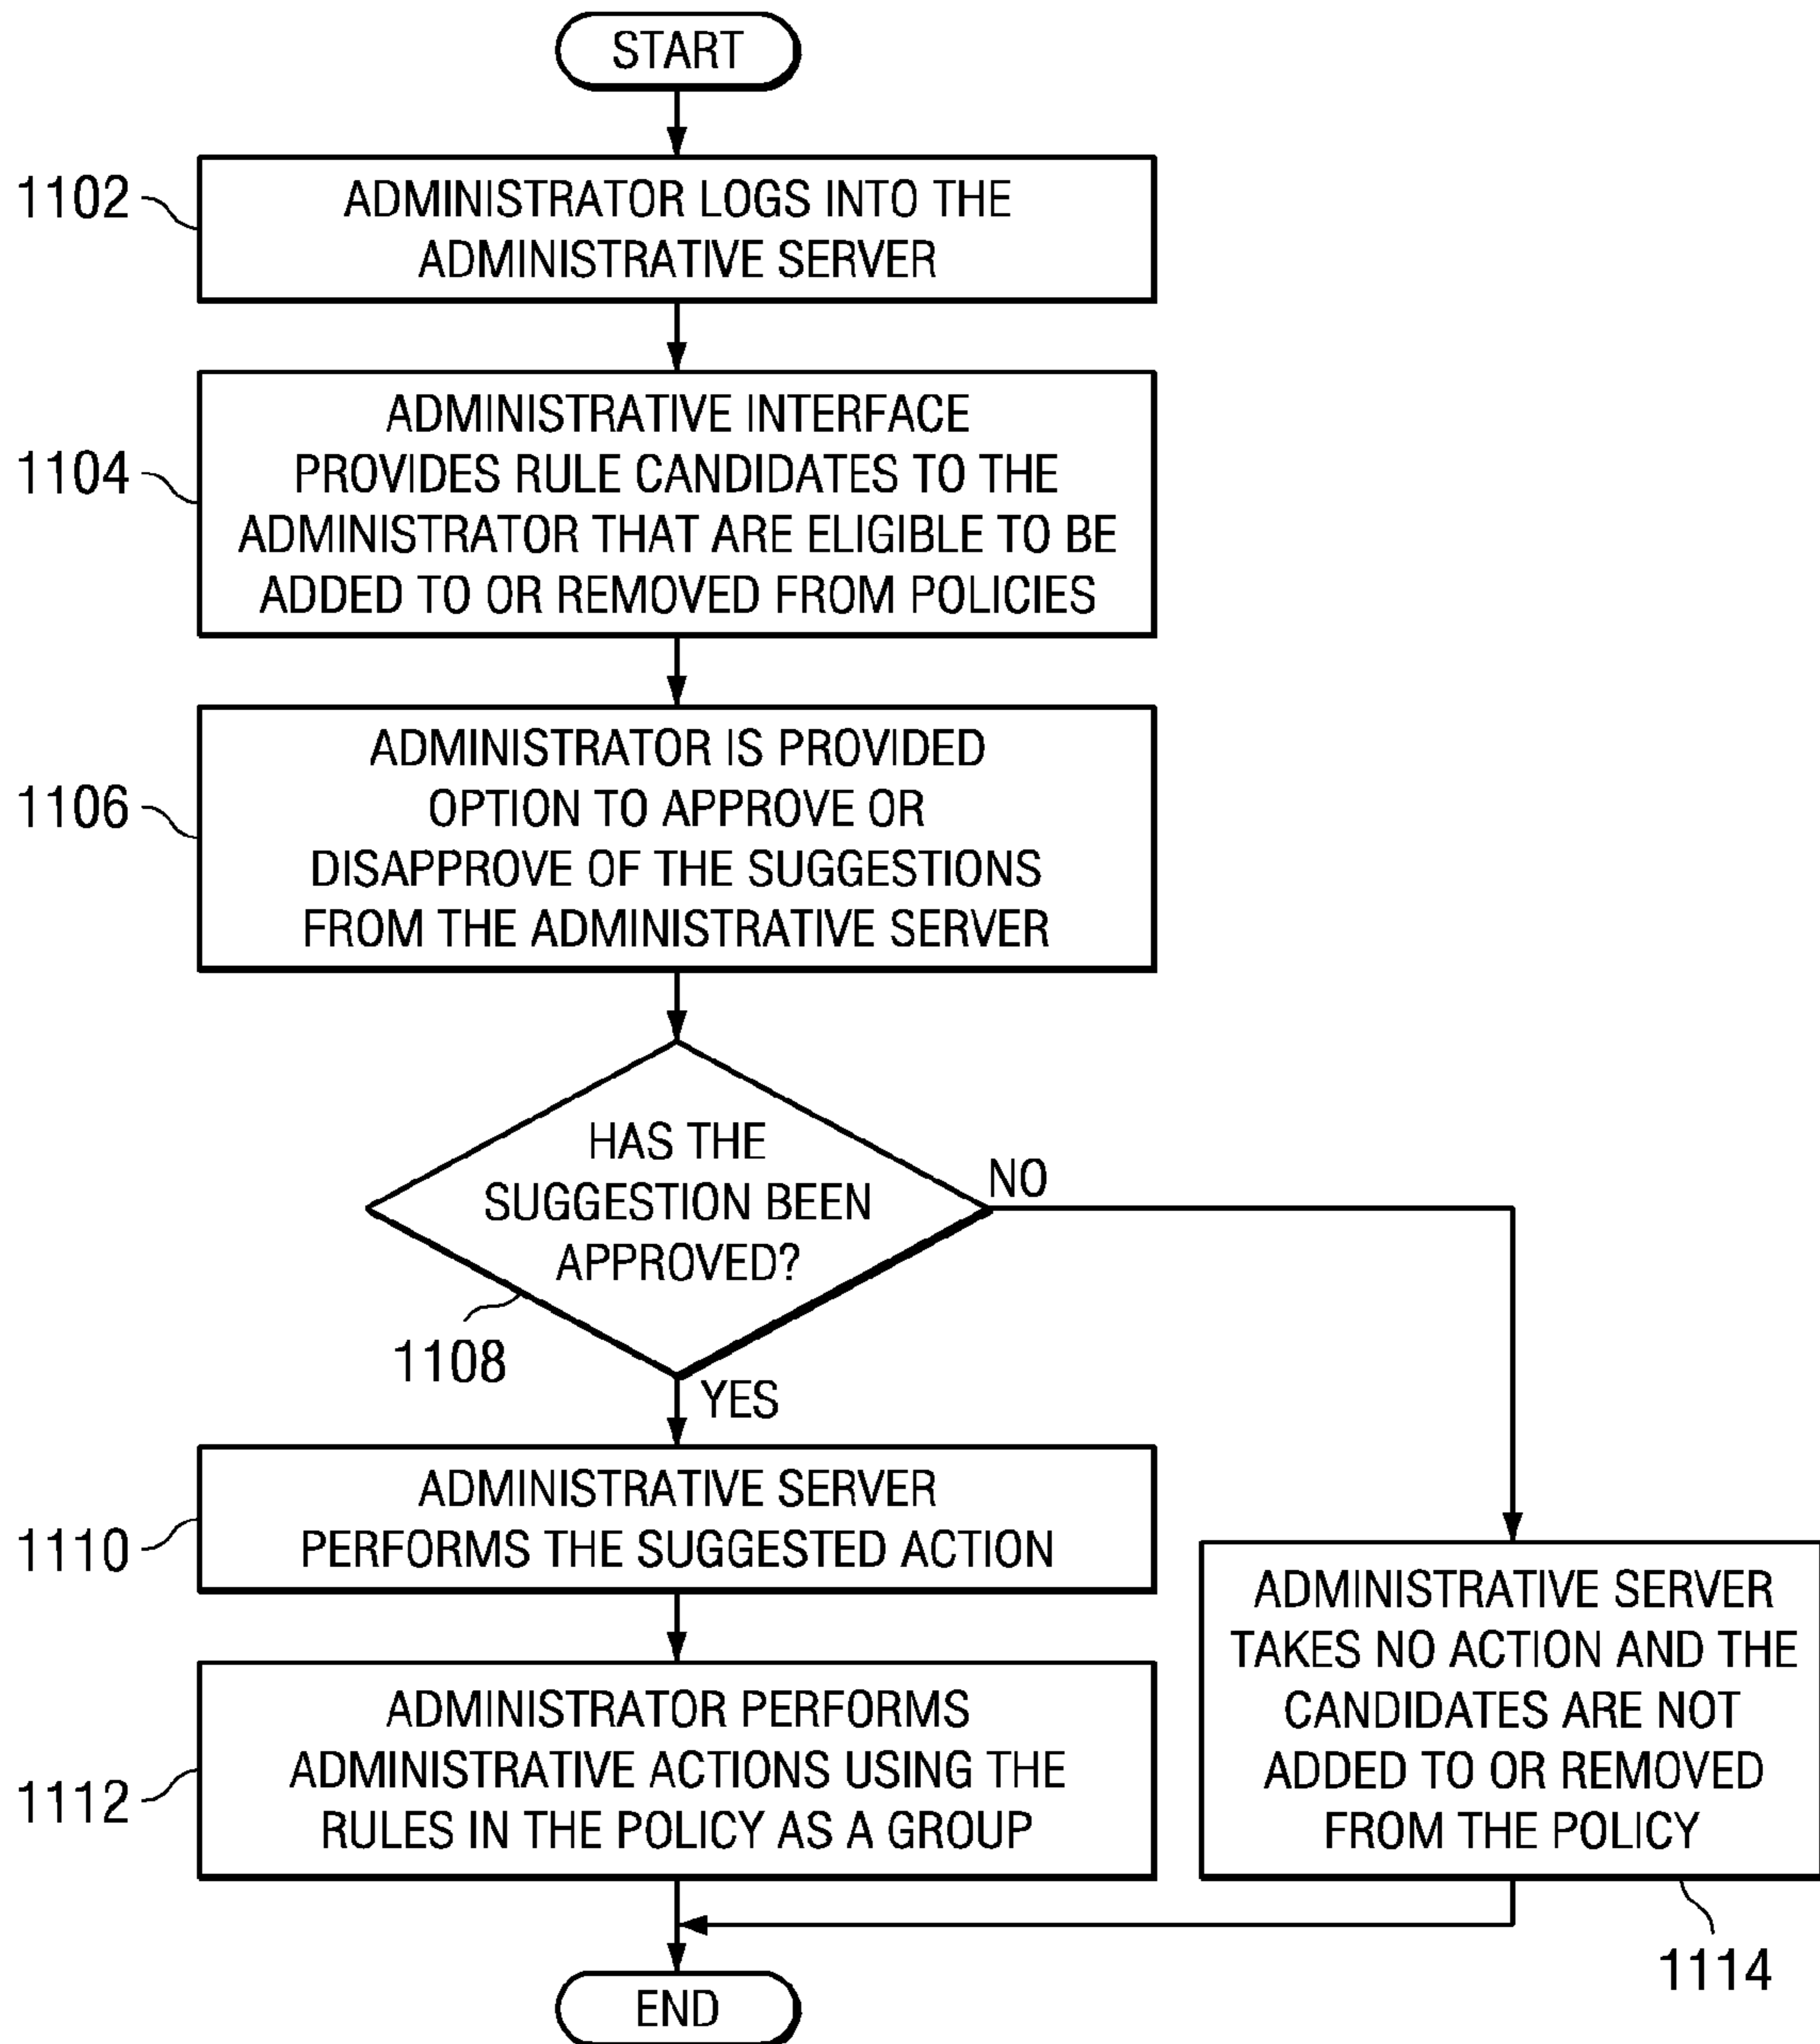 START
1102
ADMINISTRATOR LOGS INTO THE
ADMINISTRATIVE SERVER
1104
ADMINISTRATIVE INTERFACE
PROVIDES RULE CANDIDATES TO THE
ADMINISTRATOR THAT ARE ELIGIBLE TO BE
ADDED TO OR REMOVED FROM POLICIES
1106
ADMINISTRATOR IS PROVIDED
OPTION TO APPROVE OR
DISAPPROVE OF THE SUGGESTIONS
FROM THE ADMINISTRATIVE SERVER
HAS THE
SUGGESTION BEEN
APPROVED?
NO
1108
YES
1110
ADMINISTRATIVE SERVER
PERFORMS THE SUGGESTED ACTION
1112
ADMINISTRATOR PERFORMS
ADMINISTRATIVE ACTIONS USING THE
RULES IN THE POLICY AS A GROUP
ADMINISTRATIVE SERVER
TAKES NO ACTION AND THE
CANDIDATES ARE NOT
ADDED TO OR REMOVED
FROM THE POLICY
1114
END